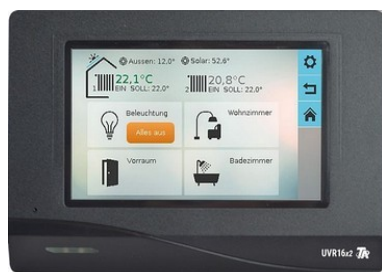 Aussen: 12.0° Solar: 52.6°
22,1°C 20,8°C
1 EIN SOLL: 22.0° 2 EIN SOLL: 22.0°
Beleuchtung Wohnzimmer
Alles aus
Vorraum Badezimmer
UVR16x2 TA